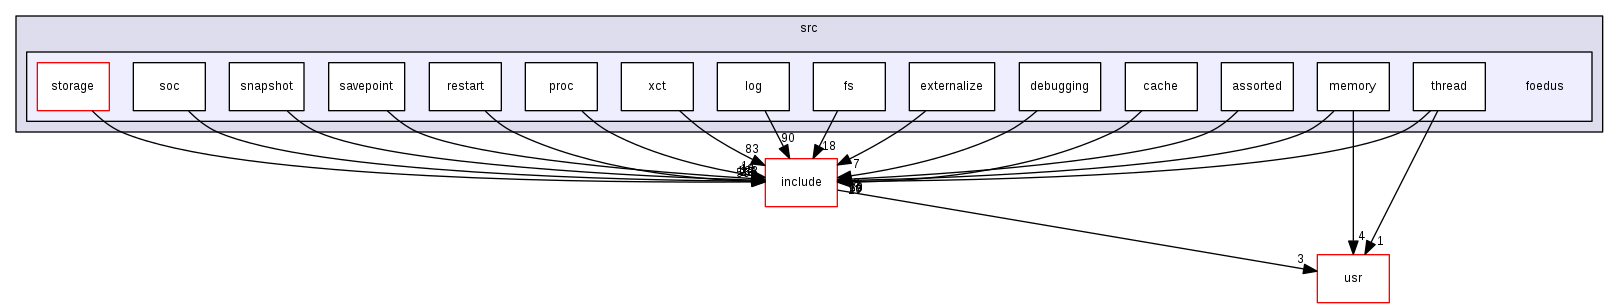 src
storage
soc
snapshot
savepoint
restart
proc
xct
log
fs
externalize
debugging
cache
assorted
memory
thread
foedus
90
18
83
7
include
4
1
3
usr